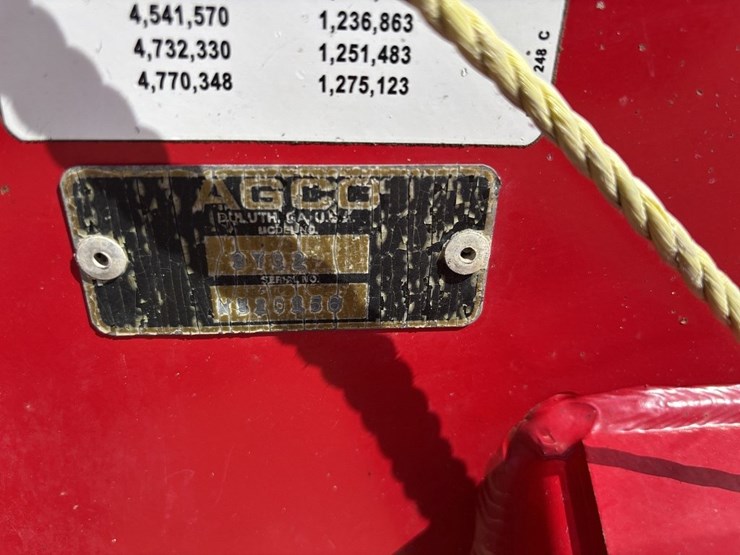 4,541,570 1,236,863
4,732,330 1,251,483
4,770,348 1,275,123
248 C
AGCO
DULUTH, GA, U.S.A.
MODEL NO.
SERIAL NO.